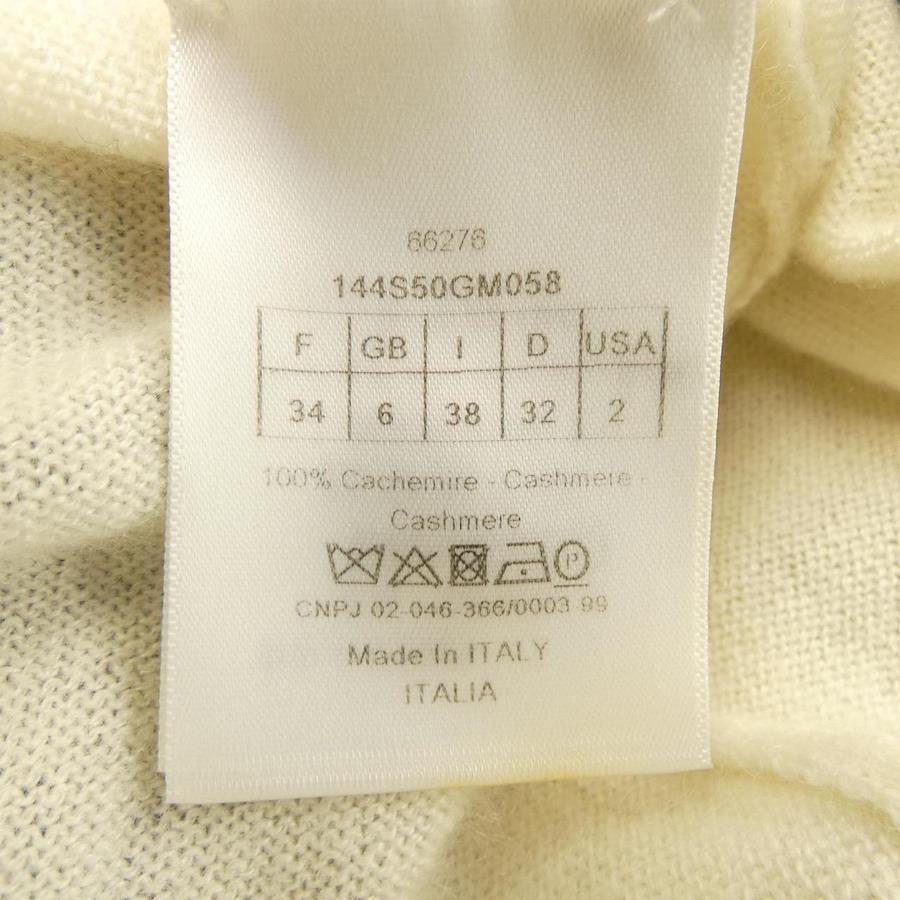 66276
144S50GM058
F GB I D USA
34 6 38 32 2
100% Cachemire - Cashmere -
Cashmere
P
CNPJ 02-046-366/0003-99
Made In ITALY
ITALIA